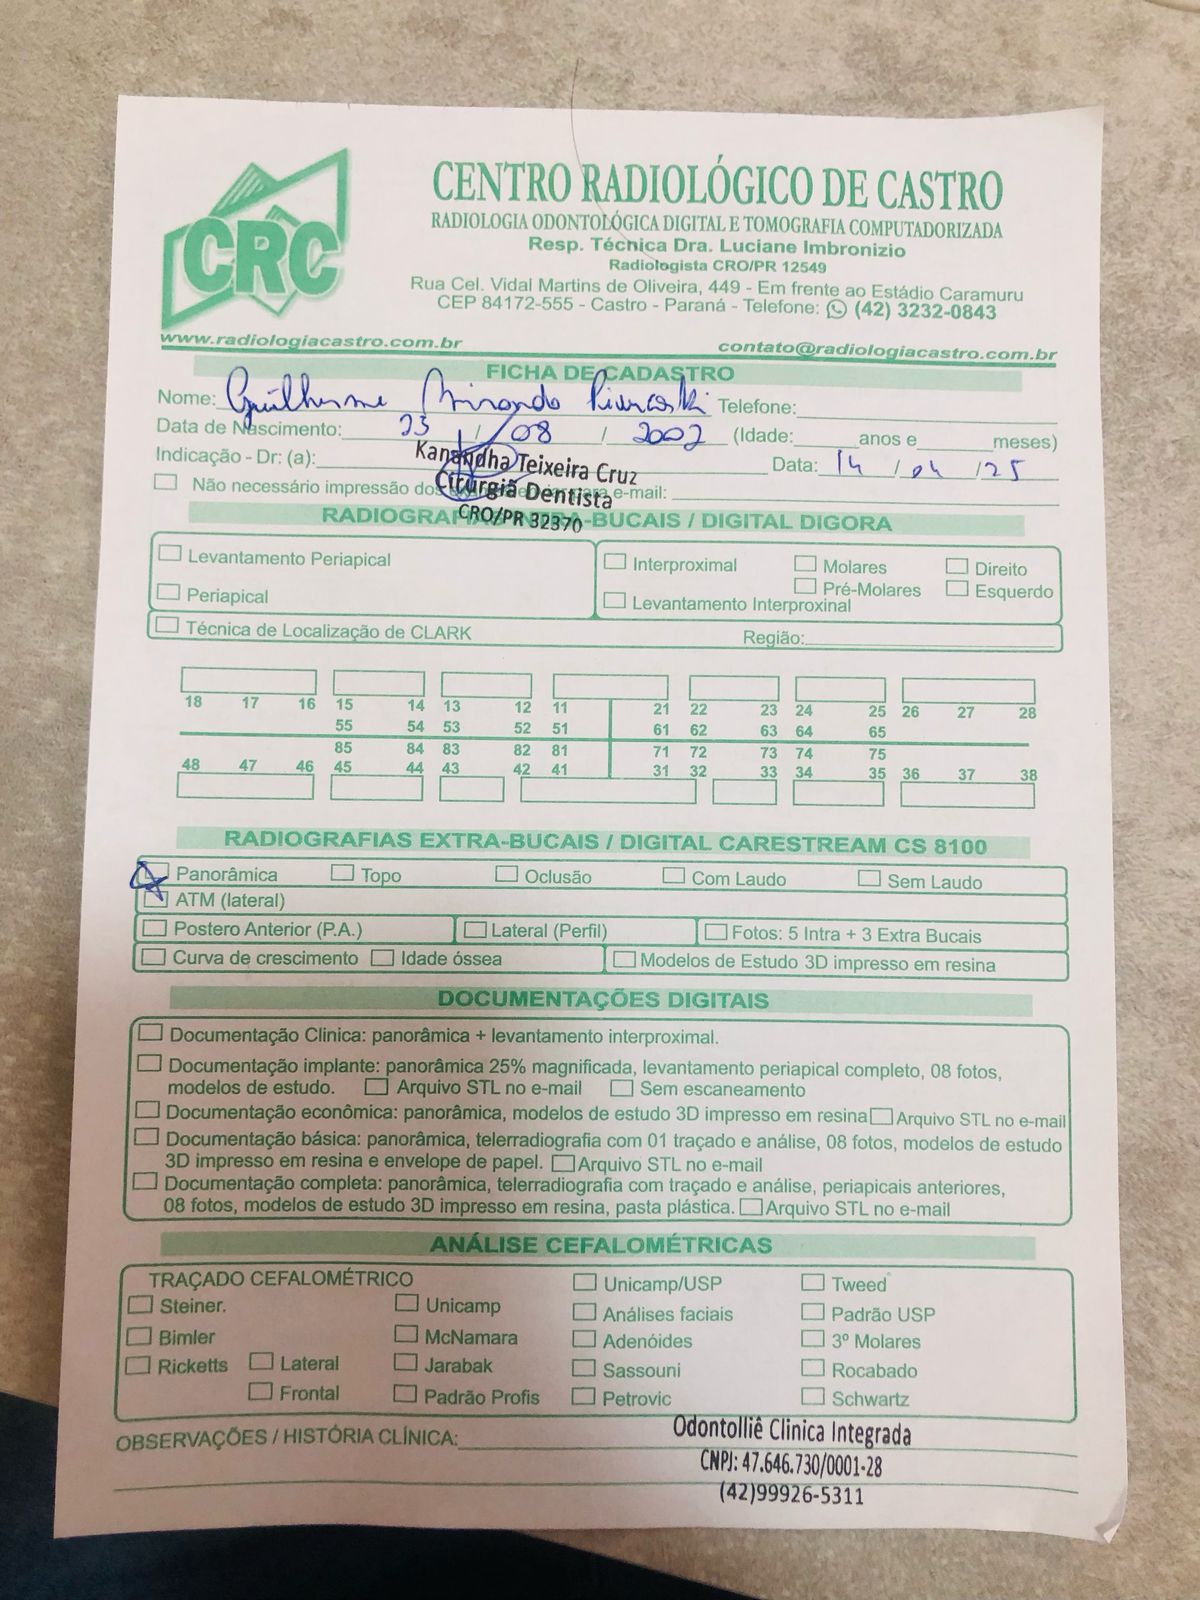 CRC
CENTRO RADIOLÓGICO DE CASTRO
RADIOLOGIA ODONTOLÓGICA DIGITAL E TOMOGRAFIA COMPUTADORIZADA
Resp. Técnica Dra. Luciane Imbronizio
Radiologista CRO/PR 12549
Rua Cel. Vidal Martins de Oliveira, 449 - Em frente ao Estádio Caramuru
CEP 84172-555 - Castro - Paraná - Telefone: (42) 3232-0843
www.radiologiacastro.com.br contato@radiologiacastro.com.br
FICHA DE CADASTRO
Nome: Guilherme Miranda Telefone:
Data de Nascimento: 23 / 08 / 2002 (Idade: anos e meses)
Indicação - Dr: (a): Kanandha Teixeira Cruz Data: 14 / 04 / 25
Cirurgiã Dentista
CRO/PR 32370
Não necessário impressão dos e-mail:
RADIOGRAFIAS INTRA-BUCAIS / DIGITAL DIGORA
Levantamento Periapical Interproximal Molares Direito
Periapical Pré-Molares Esquerdo
Levantamento Interproxinal
Técnica de Localização de CLARK Região:
18 17 16 15 14 13 12 11 21 22 23 24 25 26 27 28
55 54 53 52 51 61 62 63 64 65
85 84 83 82 81 71 72 73 74 75
48 47 46 45 44 43 42 41 31 32 33 34 35 36 37 38
RADIOGRAFIAS EXTRA-BUCAIS / DIGITAL CARESTREAM CS 8100
Panorâmica Topo Oclusão Com Laudo Sem Laudo
ATM (lateral)
Postero Anterior (P.A.) Lateral (Perfil) Fotos: 5 Intra + 3 Extra Bucais
Curva de crescimento Idade óssea Modelos de Estudo 3D impresso em resina
DOCUMENTAÇÕES DIGITAIS
Documentação Clinica: panorâmica + levantamento interproximal.
Documentação implante: panorâmica 25% magnificada, levantamento periapical completo, 08 fotos,
modelos de estudo. Arquivo STL no e-mail Sem escaneamento
Documentação econômica: panorâmica, modelos de estudo 3D impresso em resina Arquivo STL no e-mail
Documentação básica: panorâmica, telerradiografia com 01 traçado e análise, 08 fotos, modelos de estudo
3D impresso em resina e envelope de papel. Arquivo STL no e-mail
Documentação completa: panorâmica, telerradiografia com traçado e análise, periapicais anteriores,
08 fotos, modelos de estudo 3D impresso em resina, pasta plástica. Arquivo STL no e-mail
ANÁLISE CEFALOMÉTRICAS
TRAÇADO CEFALOMÉTRICO Unicamp/USP Tweed
Steiner. Unicamp Análises faciais Padrão USP
Bimler McNamara Adenóides 3º Molares
Ricketts Lateral Jarabak Sassouni Rocabado
Frontal Padrão Profis Petrovic Schwartz
OBSERVAÇÕES / HISTÓRIA CLÍNICA:
Odontolliê Clinica Integrada
CNPJ: 47.646.730/0001-28
(42)99926-5311